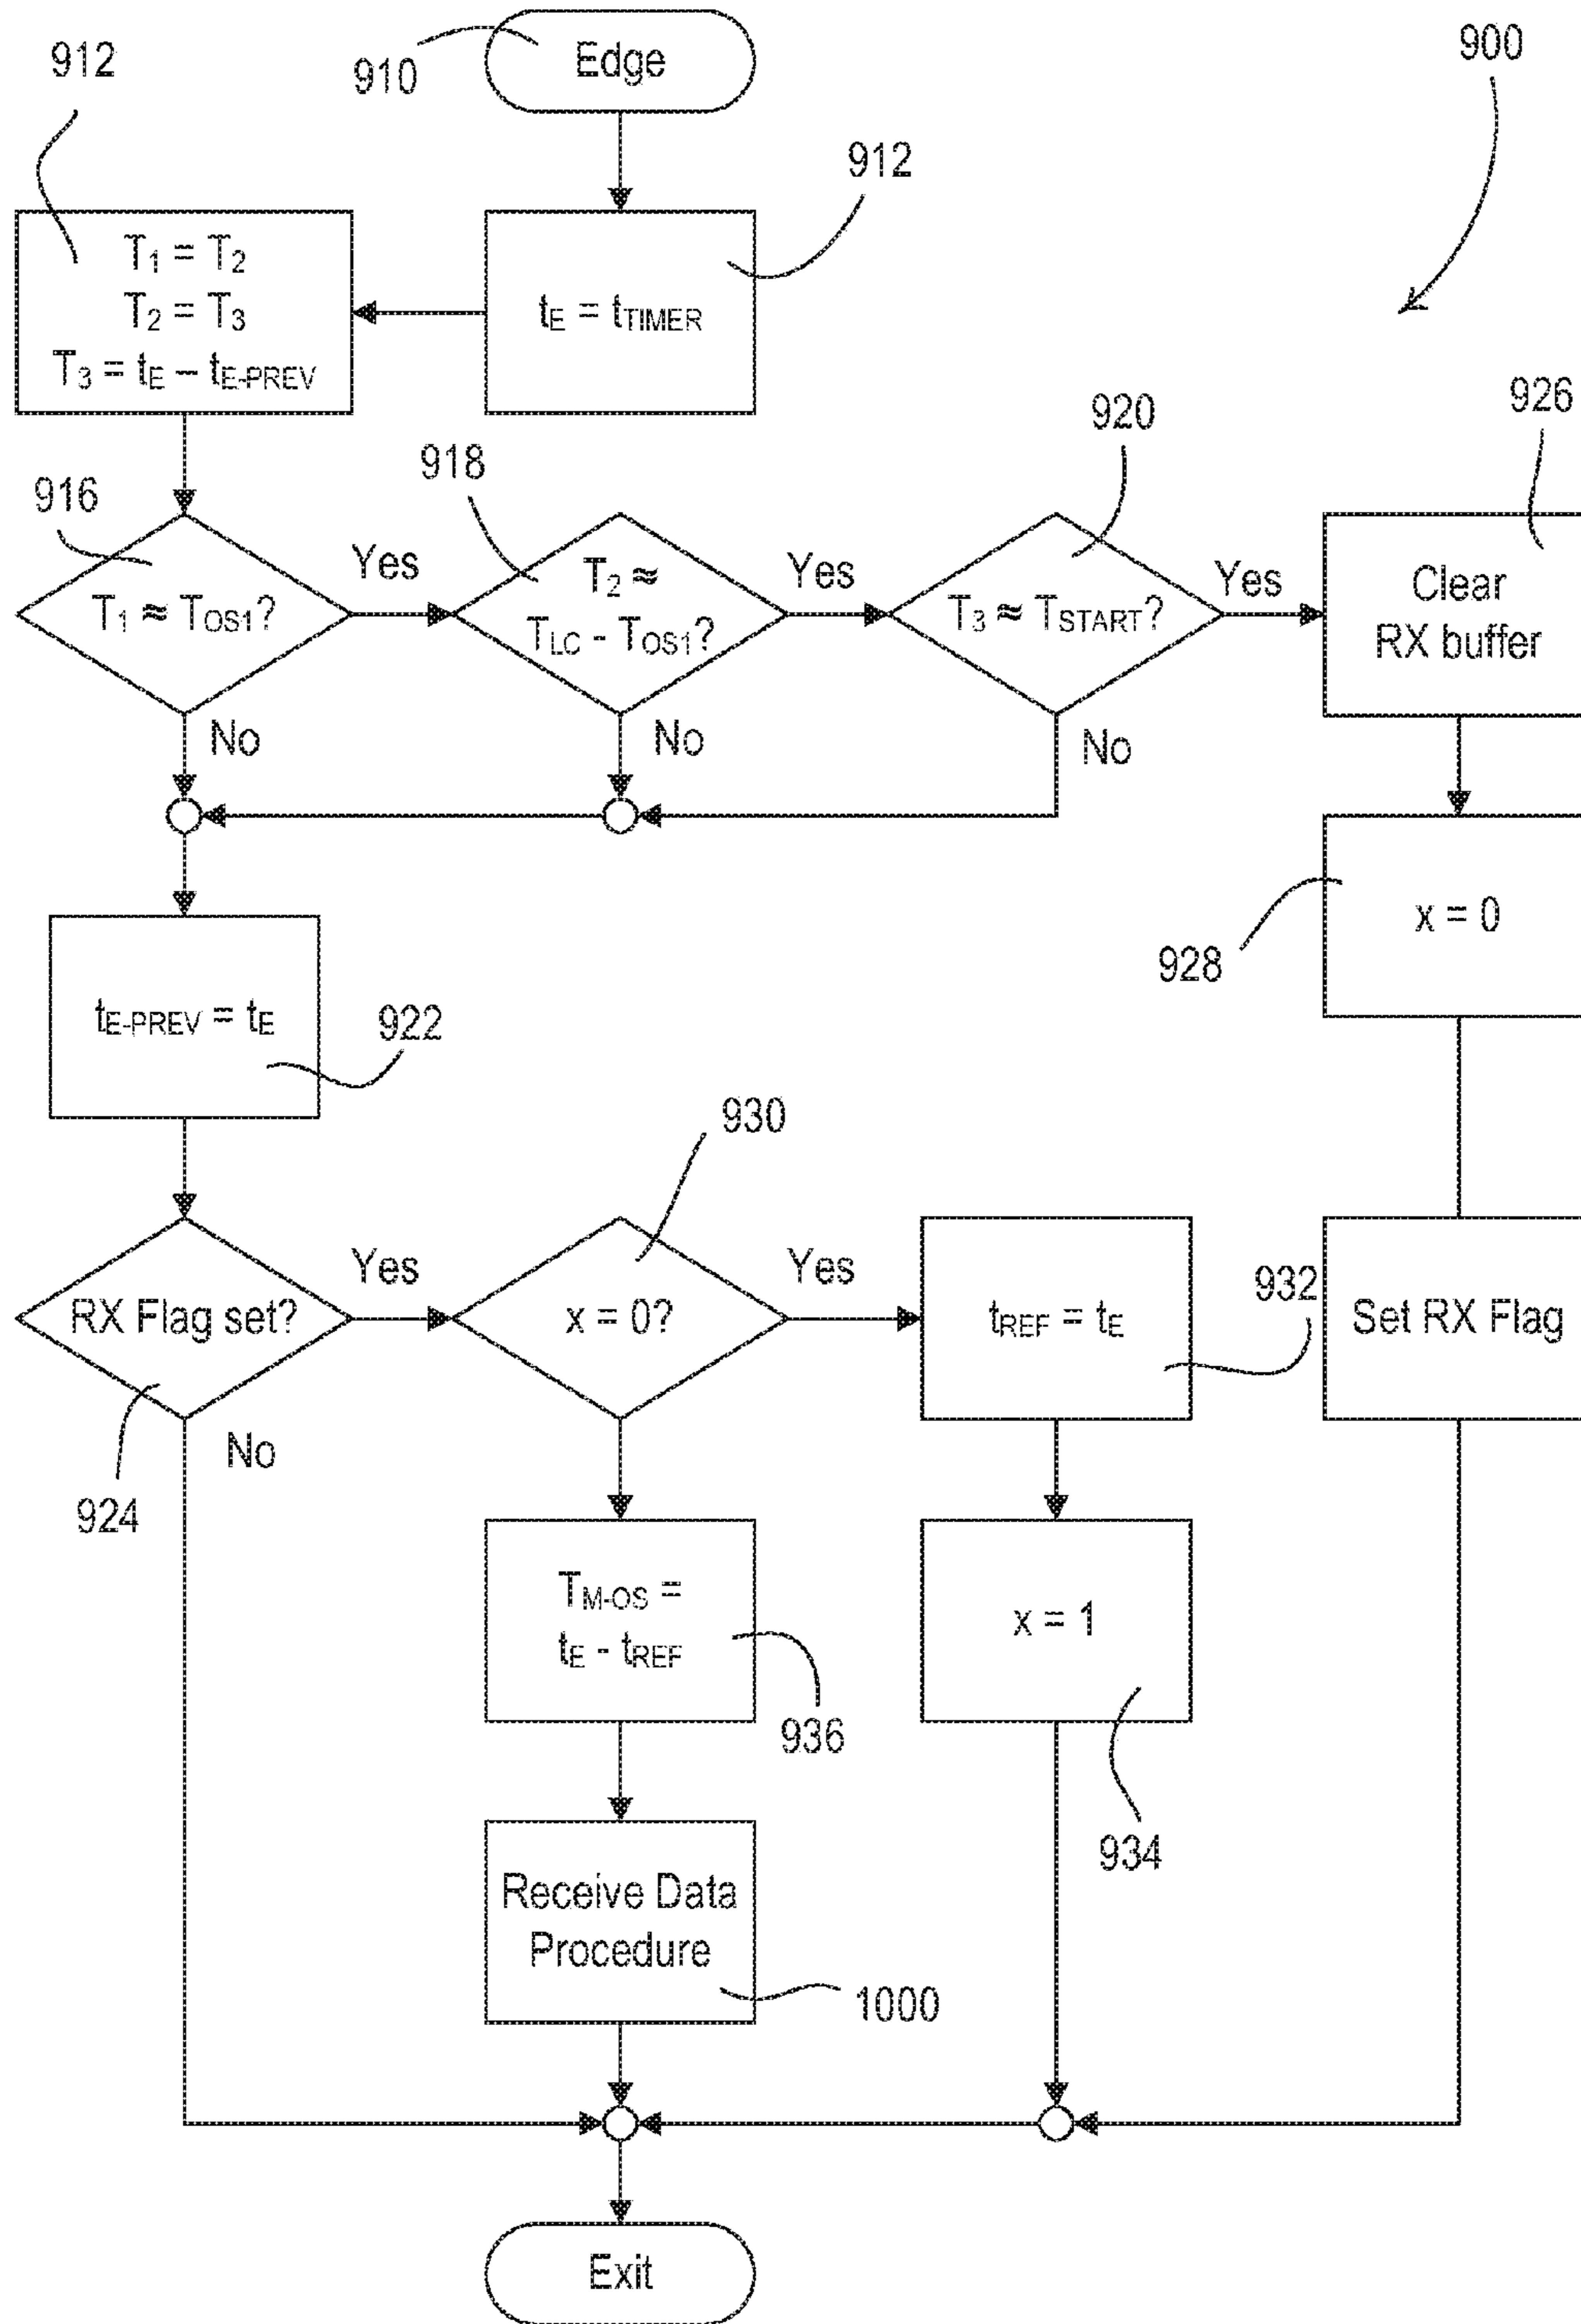 912
910
Edge
900
912
T₁ = T₂
T₂ = T₃
T₃ = tE – tE-PREV
tE = tTIMER
926
920
918
916
Yes
Yes
Yes
T₁ ≈ TOS1?
T₂ ≈
TLC - TOS1?
T₃ ≈ TSTART?
Clear
RX buffer
No
No
No
x = 0
928
tE-PREV = tE
922
930
Yes
Yes
932
RX Flag set?
x = 0?
tREF = tE
Set RX Flag
No
924
TM-OS =
tE - tREF
936
x = 1
934
Receive Data
Procedure
1000
Exit